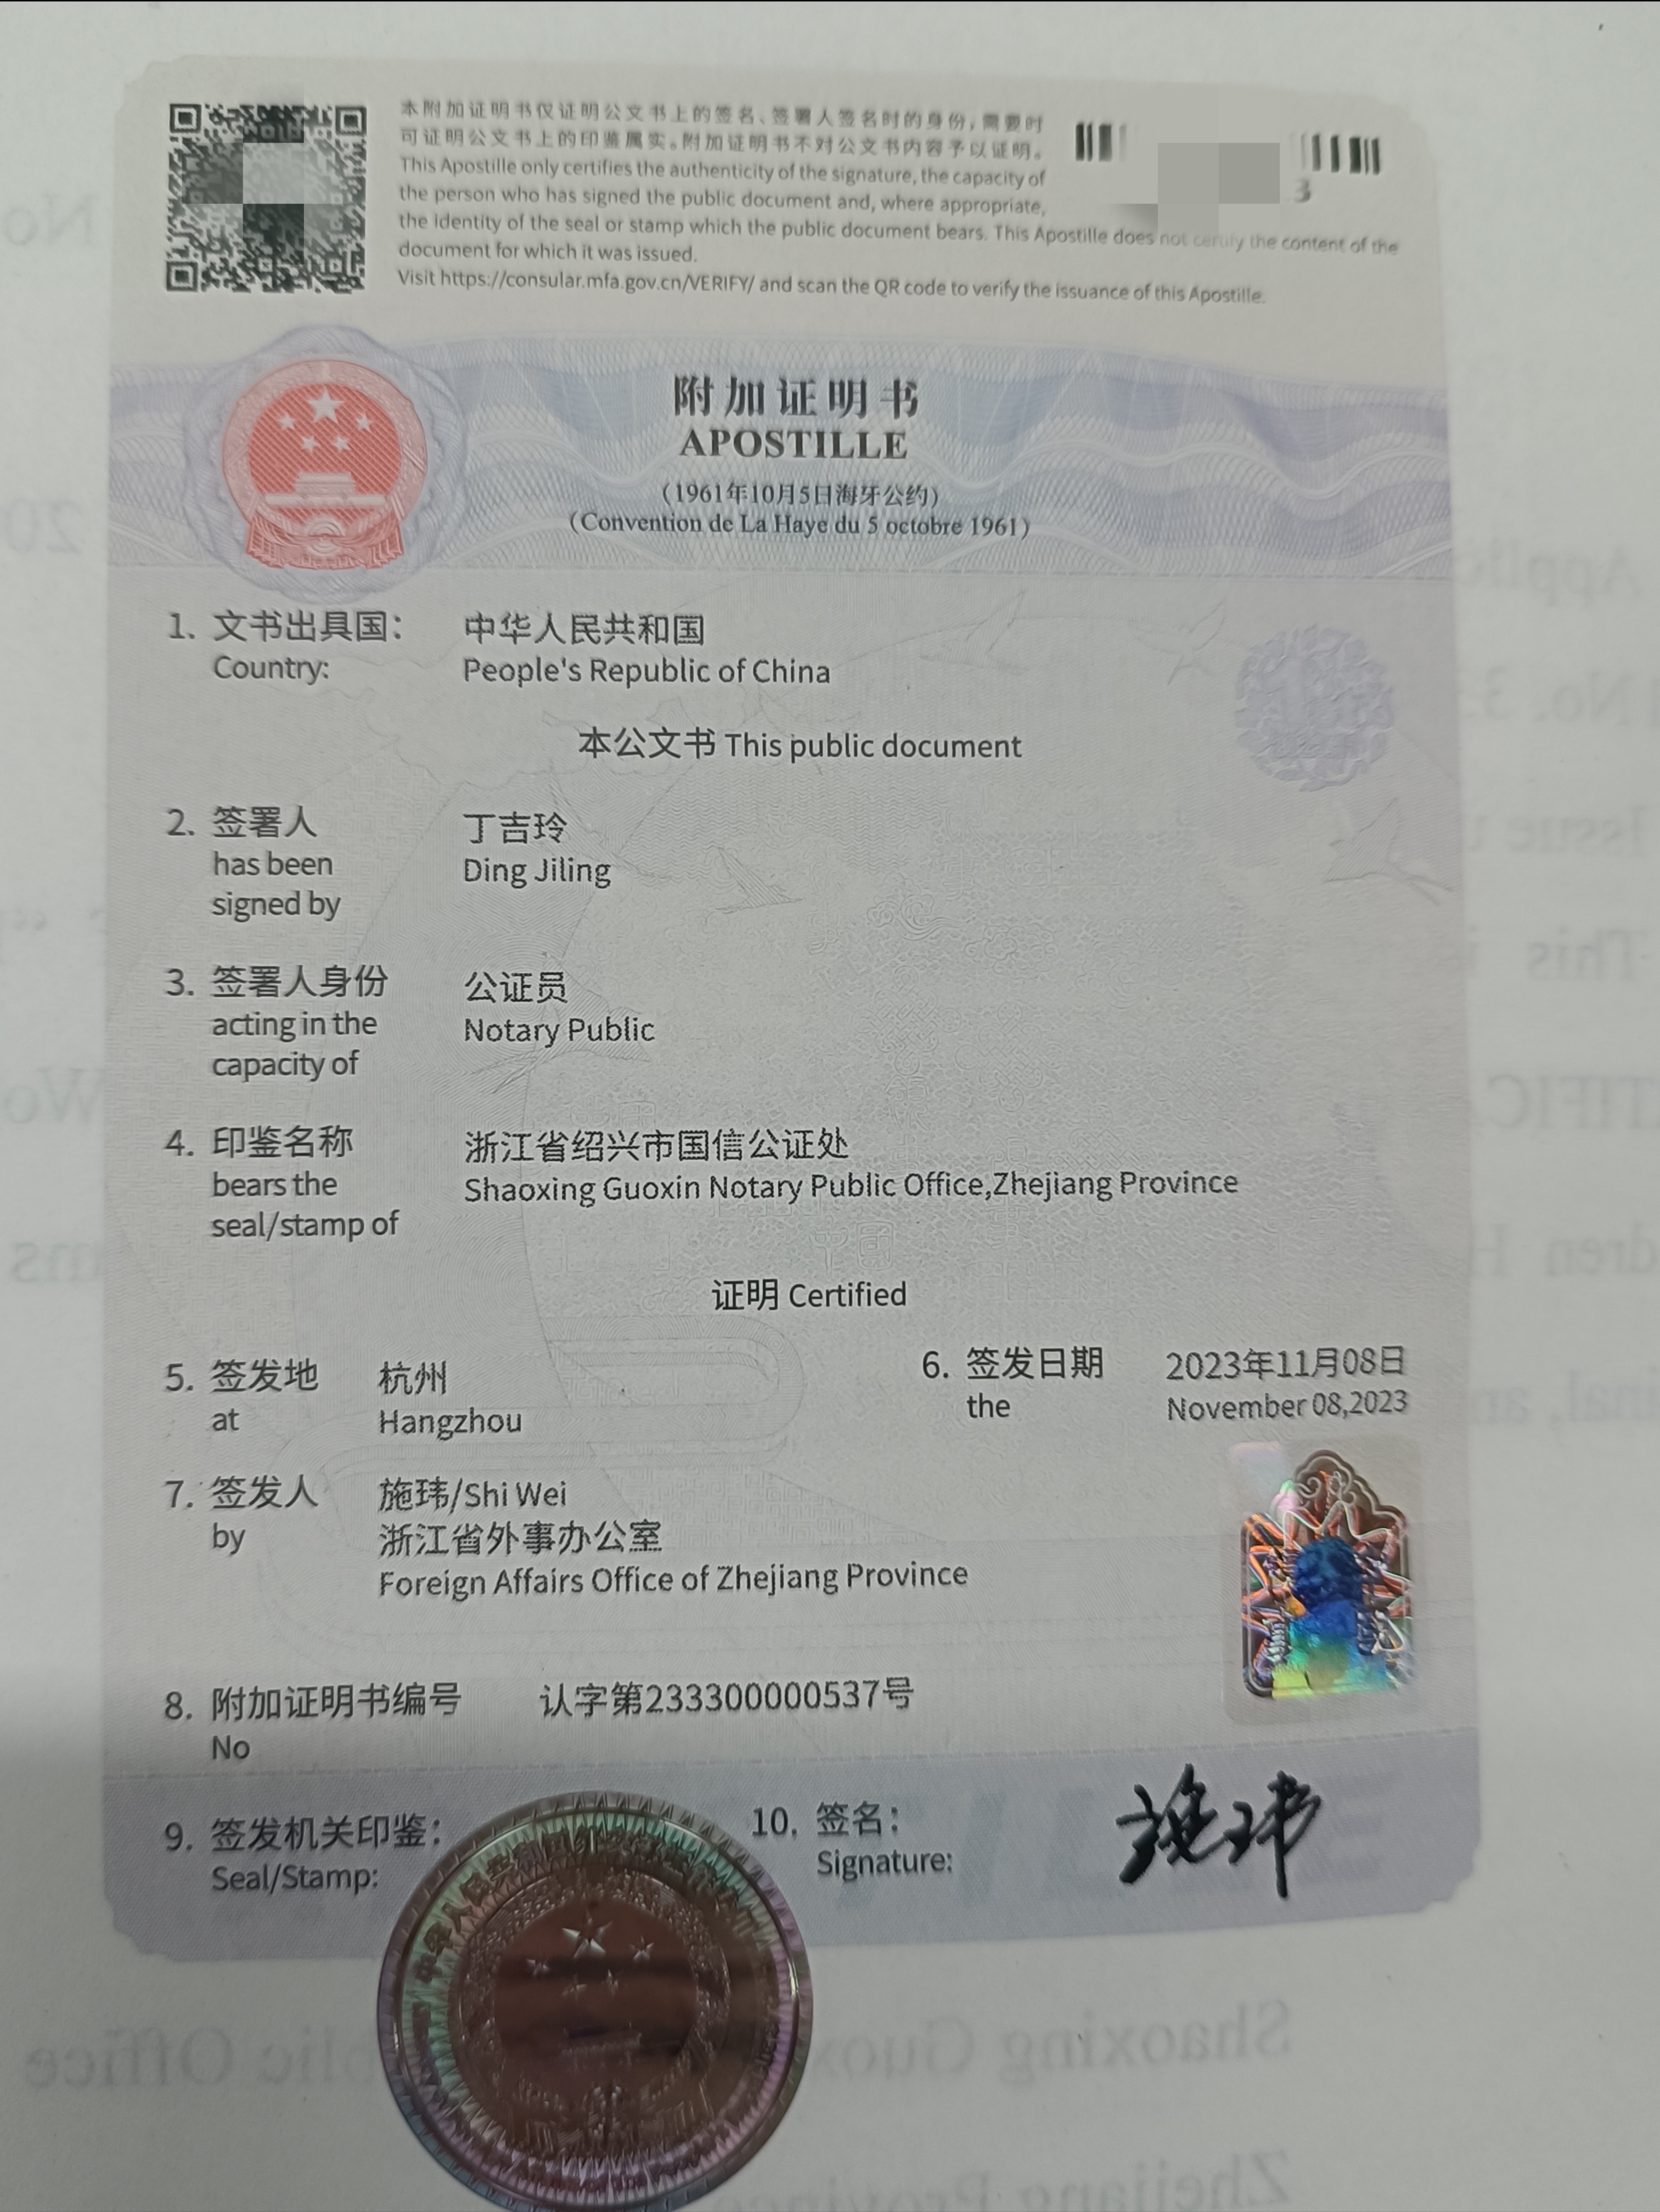 本附加证明书仅证明公文书上的签名、签署人签名时的身份，需要时
可证明公文书上的印鉴属实。附加证明书不对公文书内容予以证明。
This Apostille only certifies the authenticity of the signature, the capacity of
the person who has signed the public document and, where appropriate,
the identity of the seal or stamp which the public document bears. This Apostille does not certify the content of the
document for which it was issued.
Visit https://consular.mfa.gov.cn/VERIFY/ and scan the QR code to verify the issuance of this Apostille.
3
附加证明书
APOSTILLE
（1961年10月5日海牙公约）
（Convention de La Haye du 5 octobre 1961）
1. 文书出具国： 中华人民共和国
Country: People's Republic of China
本公文书 This public document
2. 签署人 丁吉玲
has been Ding Jiling
signed by
3. 签署人身份 公证员
acting in the Notary Public
capacity of
4. 印鉴名称 浙江省绍兴市国信公证处
bears the Shaoxing Guoxin Notary Public Office,Zhejiang Province
seal/stamp of
证明 Certified
5. 签发地 杭州 6. 签发日期 2023年11月08日
at Hangzhou the November 08,2023
7. 签发人 施玮/Shi Wei
by 浙江省外事办公室
Foreign Affairs Office of Zhejiang Province
8. 附加证明书编号 认字第233300000537号
No
9. 签发机关印鉴： 10. 签名： 施玮
Seal/Stamp: Signature: